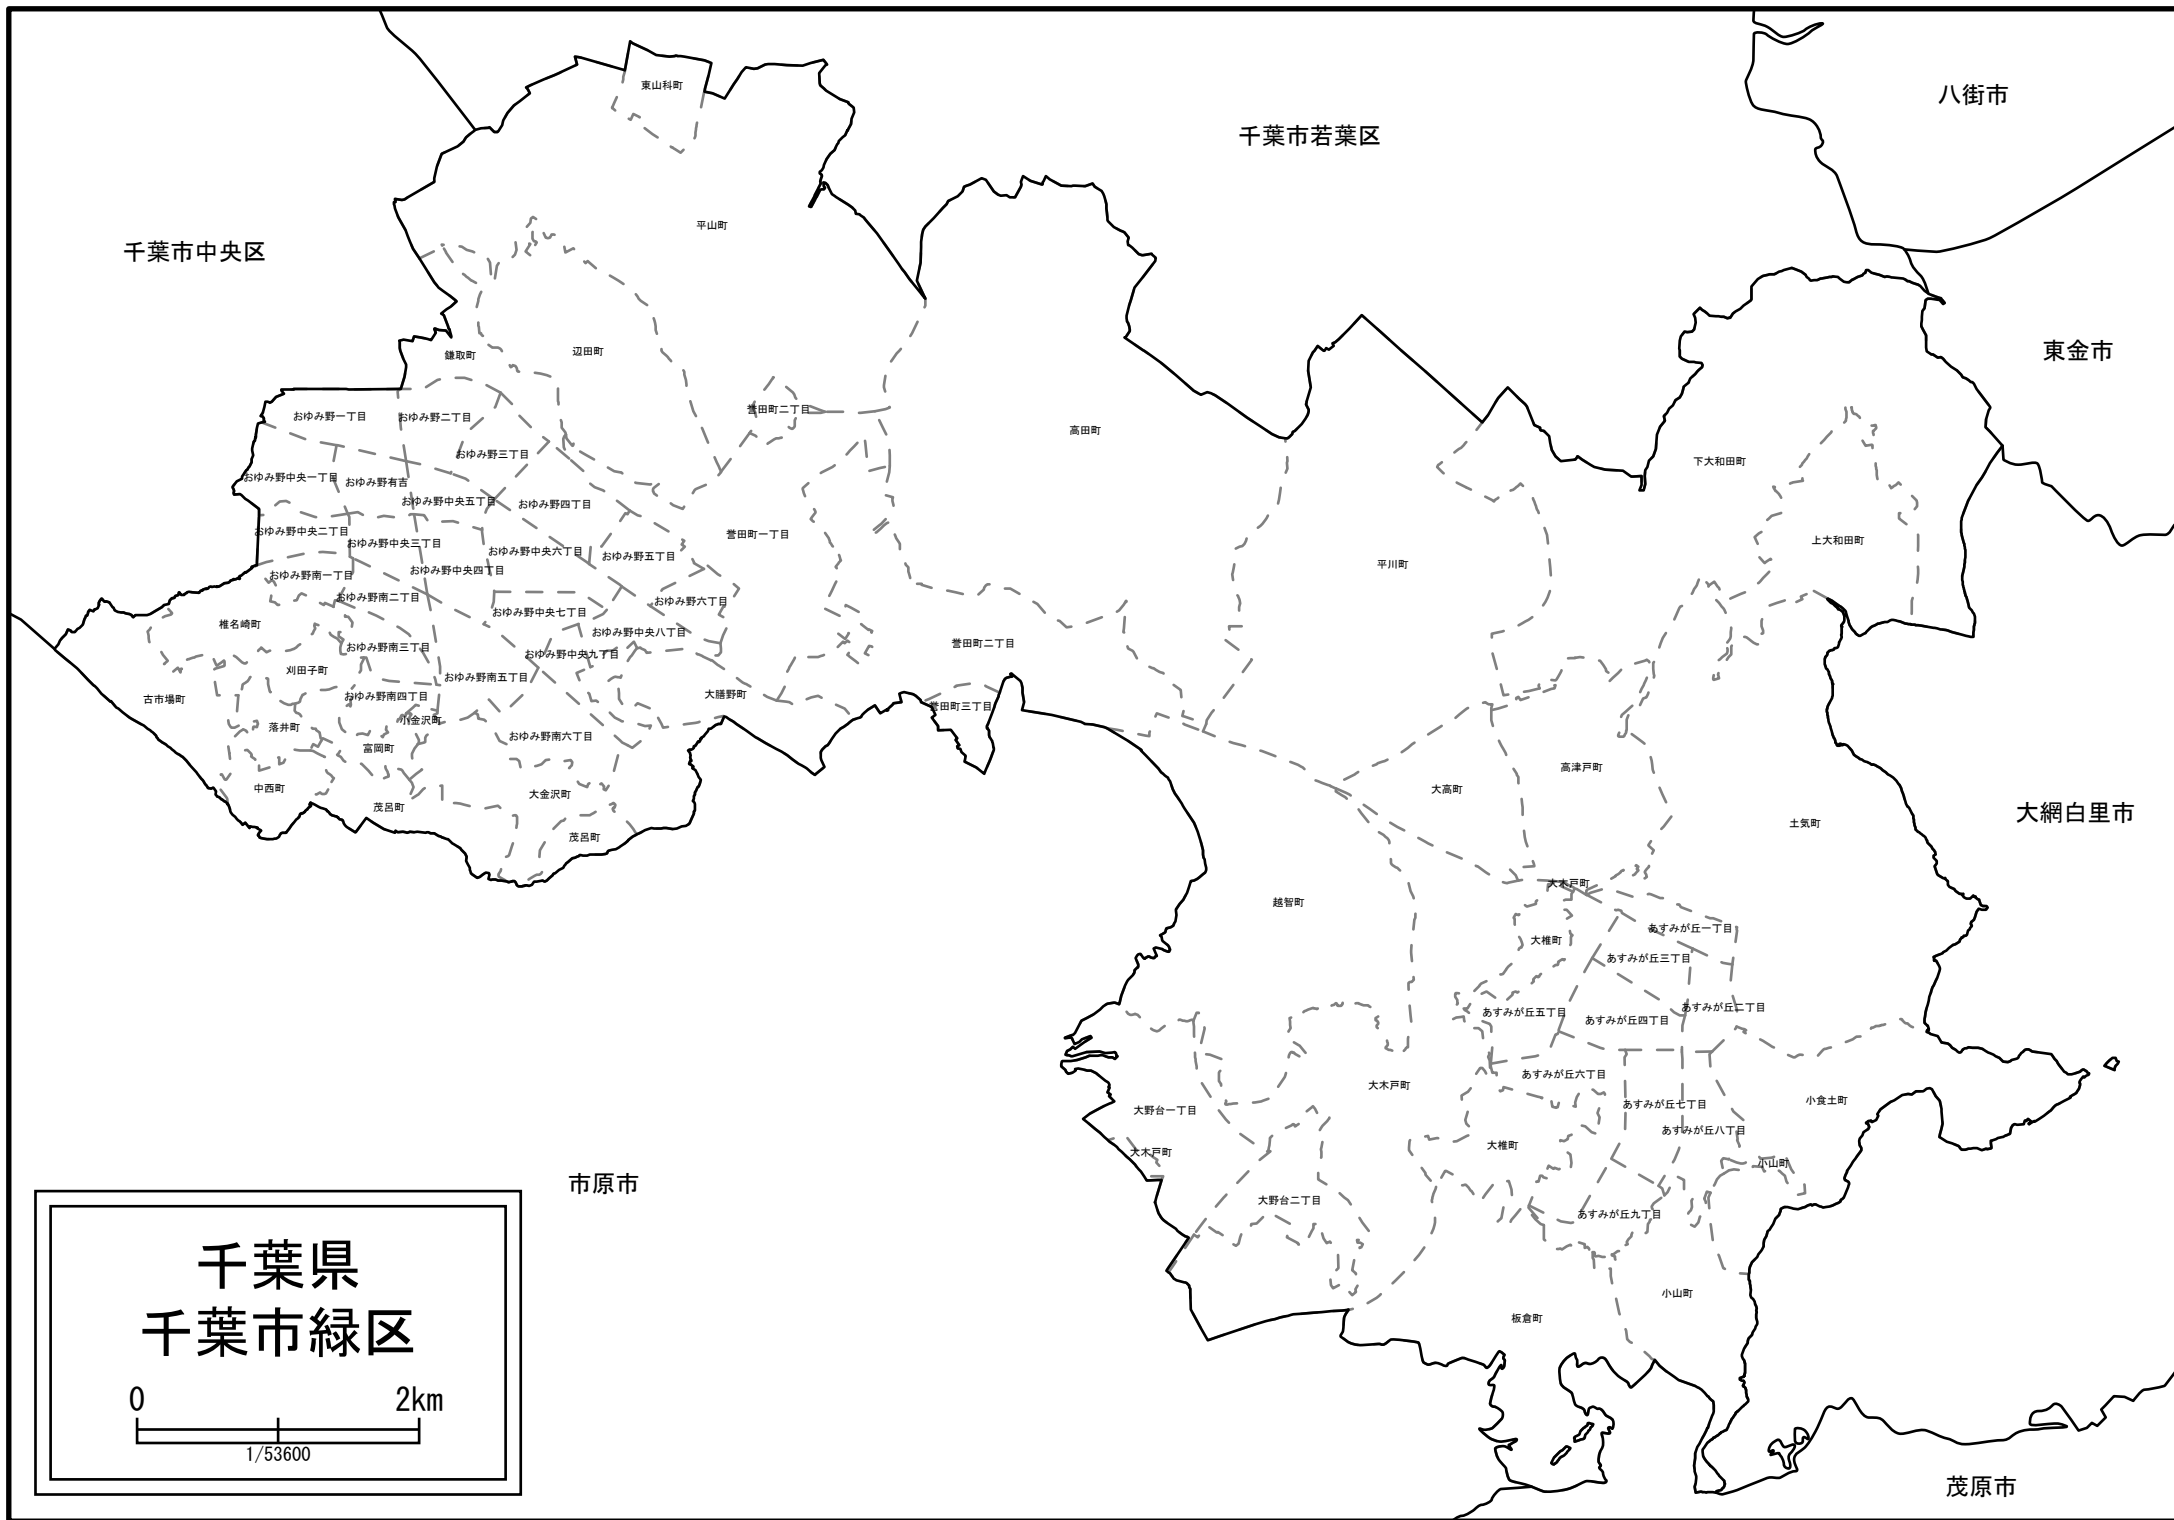 八街市
東山科町
千葉市若葉区
平山町
千葉市中央区
東金市
鎌取町
辺田町
誉田町二丁目
おゆみ野一丁目
おゆみ野二丁目
高田町
おゆみ野三丁目
下大和田町
おゆみ野中央一丁目
おゆみ野有吉
おゆみ野中央五丁目
おゆみ野四丁目
おゆみ野中央二丁目
誉田町一丁目
上大和田町
おゆみ野中央三丁目
おゆみ野中央六丁目
おゆみ野五丁目
平川町
おゆみ野中央四丁目
おゆみ野南一丁目
おゆみ野南二丁目
おゆみ野六丁目
おゆみ野中央七丁目
椎名崎町
おゆみ野中央八丁目
誉田町二丁目
おゆみ野南三丁目
おゆみ野中央九丁目
刈田子町
おゆみ野南五丁目
古市場町
おゆみ野南四丁目
大膳野町
誉田町三丁目
小金沢町
落井町
おゆみ野南六丁目
富岡町
高津戸町
中西町
大金沢町
大高町
茂呂町
大網白里市
土気町
茂呂町
大木戸町
越智町
あすみが丘一丁目
大椎町
あすみが丘三丁目
あすみが丘二丁目
あすみが丘五丁目
あすみが丘四丁目
あすみが丘六丁目
大木戸町
小食土町
あすみが丘七丁目
大野台一丁目
あすみが丘八丁目
大椎町
大木戸町
小山町
市原市
大野台二丁目
あすみが丘九丁目
小山町
板倉町
千葉県
千葉市緑区
0 2km
1/53600
茂原市